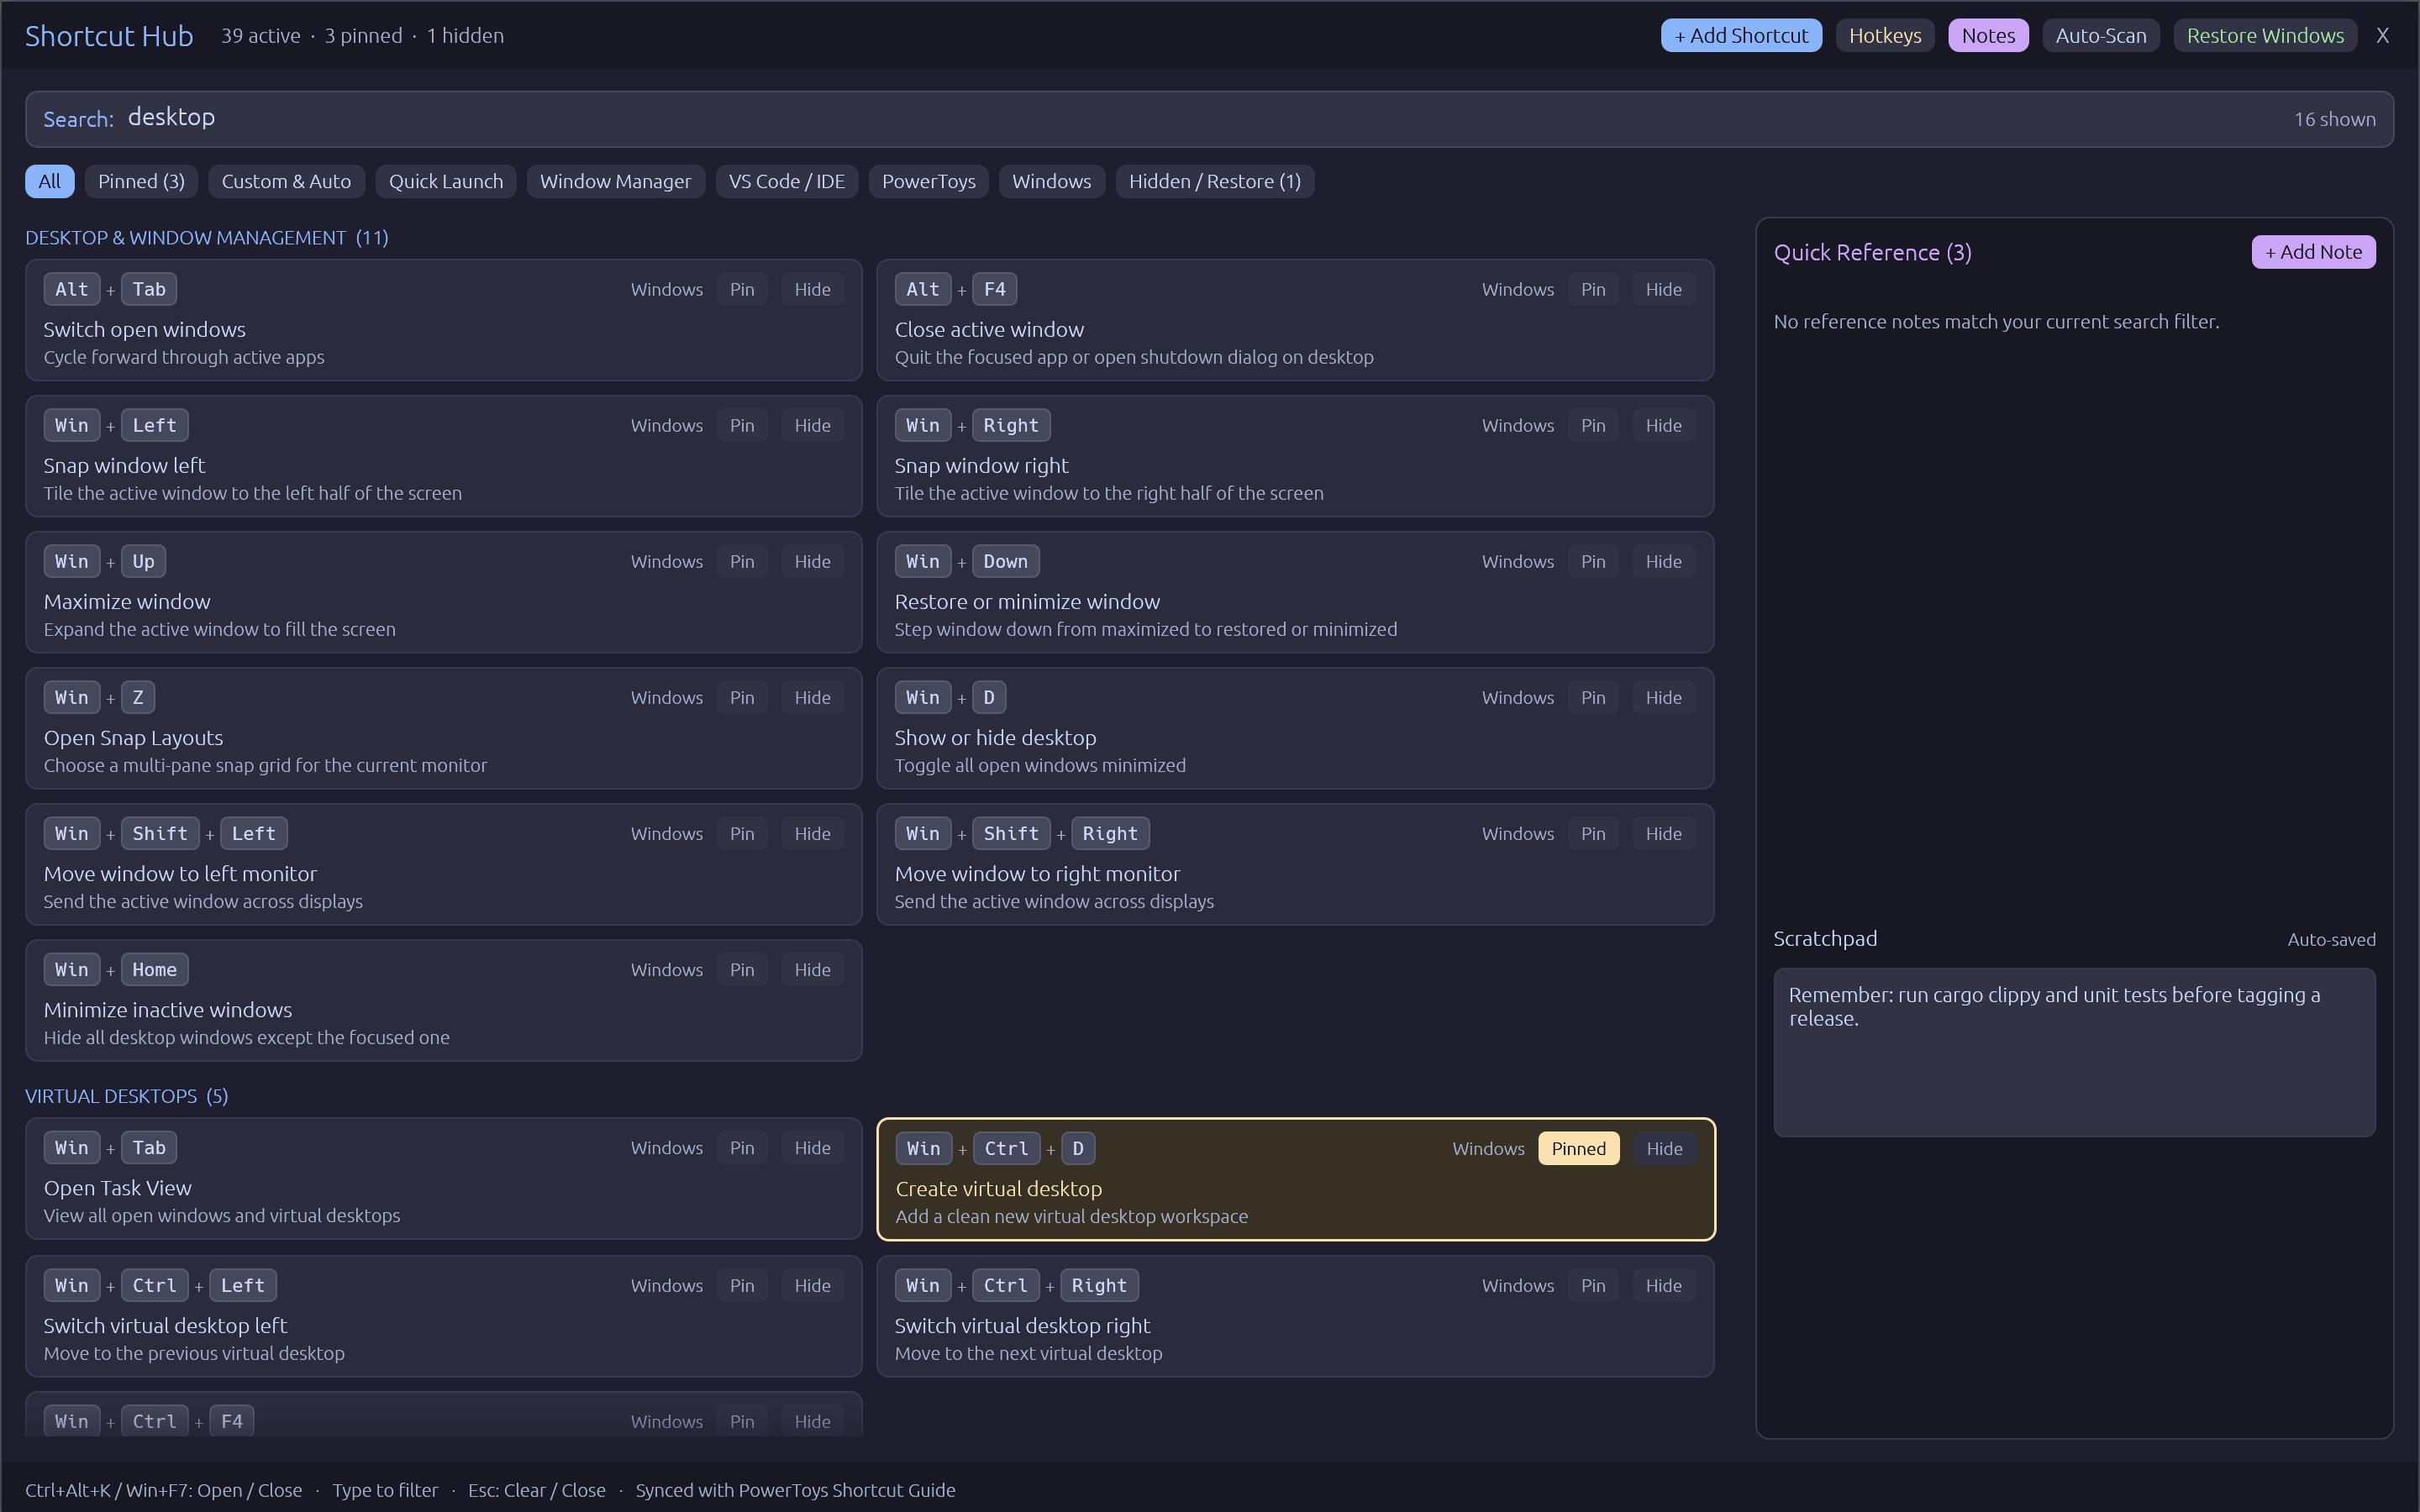 Shortcut Hub 39 active · 3 pinned · 1 hidden + Add Shortcut Hotkeys Notes Auto-Scan Restore Windows X
Search: desktop 16 shown
All Pinned (3) Custom & Auto Quick Launch Window Manager VS Code / IDE PowerToys Windows Hidden / Restore (1)
DESKTOP & WINDOW MANAGEMENT (11)
Alt + Tab Windows Pin Hide
Switch open windows
Cycle forward through active apps
Alt + F4 Windows Pin Hide
Close active window
Quit the focused app or open shutdown dialog on desktop
Win + Left Windows Pin Hide
Snap window left
Tile the active window to the left half of the screen
Win + Right Windows Pin Hide
Snap window right
Tile the active window to the right half of the screen
Win + Up Windows Pin Hide
Maximize window
Expand the active window to fill the screen
Win + Down Windows Pin Hide
Restore or minimize window
Step window down from maximized to restored or minimized
Win + Z Windows Pin Hide
Open Snap Layouts
Choose a multi-pane snap grid for the current monitor
Win + D Windows Pin Hide
Show or hide desktop
Toggle all open windows minimized
Win + Shift + Left Windows Pin Hide
Move window to left monitor
Send the active window across displays
Win + Shift + Right Windows Pin Hide
Move window to right monitor
Send the active window across displays
Win + Home Windows Pin Hide
Minimize inactive windows
Hide all desktop windows except the focused one
VIRTUAL DESKTOPS (5)
Win + Tab Windows Pin Hide
Open Task View
View all open windows and virtual desktops
Win + Ctrl + D Windows Pinned Hide
Create virtual desktop
Add a clean new virtual desktop workspace
Win + Ctrl + Left Windows Pin Hide
Switch virtual desktop left
Move to the previous virtual desktop
Win + Ctrl + Right Windows Pin Hide
Switch virtual desktop right
Move to the next virtual desktop
Win + Ctrl + F4 Windows Pin Hide
Quick Reference (3) + Add Note
No reference notes match your current search filter.
Scratchpad Auto-saved
Remember: run cargo clippy and unit tests before tagging a
release.
Ctrl+Alt+K / Win+F7: Open / Close · Type to filter · Esc: Clear / Close · Synced with PowerToys Shortcut Guide